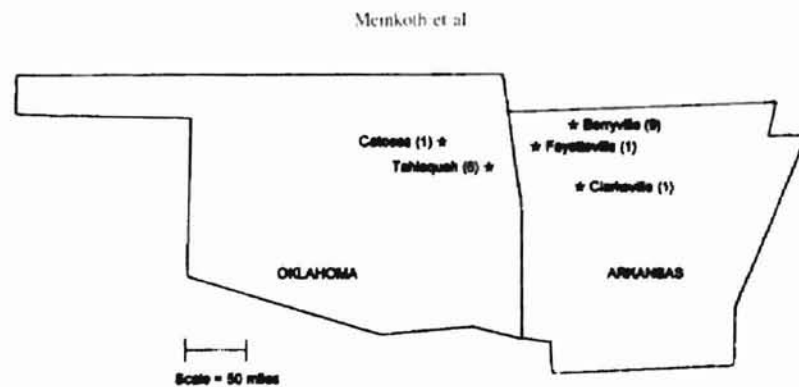 Meinkoth et al
Berryville (9)
Catoosa (1)
Fayetteville (1)
Tahlequah (6)
Clarksville (1)
OKLAHOMA
ARKANSAS
Scale = 50 miles